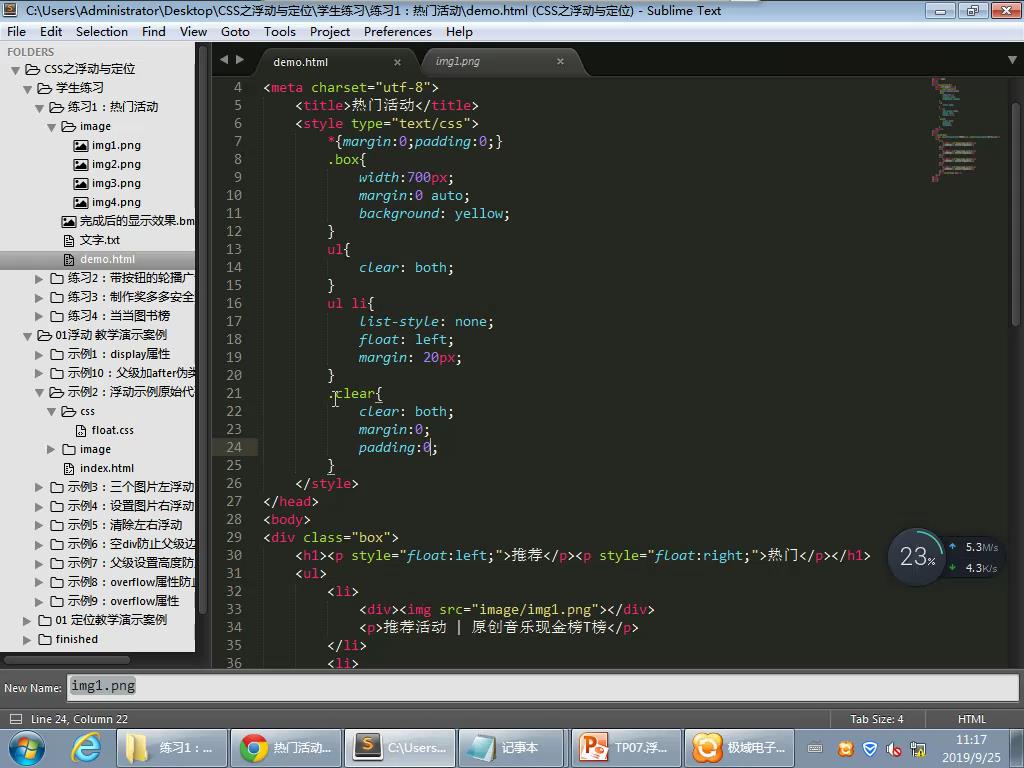 C:\Users\Administrator\Desktop\CSS之浮动与定位\学生练习\练习1：热门活动\demo.html (CSS之浮动与定位) - Sublime Text
File Edit Selection Find View Goto Tools Project Preferences Help
FOLDERS
CSS之浮动与定位
学生练习
练习1：热门活动
image
img1.png
img2.png
img3.png
img4.png
完成后的显示效果.bm
文字.txt
demo.html
练习2：带按钮的轮播广
练习3：制作奖多多安全
练习4：当当图书榜
01浮动 教学演示案例
示例1：display属性
示例10：父级加after伪类
示例2：浮动示例原始代
css
float.css
image
index.html
示例3：三个图片左浮动
示例4：设置图片右浮动
示例5：清除左右浮动
示例6：空div防止父级边
示例7：父级设置高度防
示例8：overflow属性防止
示例9：overflow属性
01 定位教学演示案例
finished
demo.html ×
img1.png ×
4 <meta charset="utf-8">
5 <title>热门活动</title>
6 <style type="text/css">
7 *{margin:0;padding:0;}
8 .box{
9 width:700px;
10 margin:0 auto;
11 background: yellow;
12 }
13 ul{
14 clear: both;
15 }
16 ul li{
17 list-style: none;
18 float: left;
19 margin: 20px;
20 }
21 .clear{
22 clear: both;
23 margin:0;
24 padding:0;
25 }
26 </style>
27 </head>
28 <body>
29 <div class="box">
30 <h1><p style="float:left;">推荐</p><p style="float:right;">热门</p></h1>
31 <ul>
32 <li>
33 <div><img src="image/img1.png"></div>
34 <p>推荐活动 | 原创音乐现金榜T榜</p>
35 </li>
36 <li>
23%
5.3M/s
4.3K/s
New Name: img1.png
Line 24, Column 22
Tab Size: 4
HTML
练习1：...
热门活动...
C:\Users...
记事本
TP07.浮...
极域电子...
11:17
2019/9/25